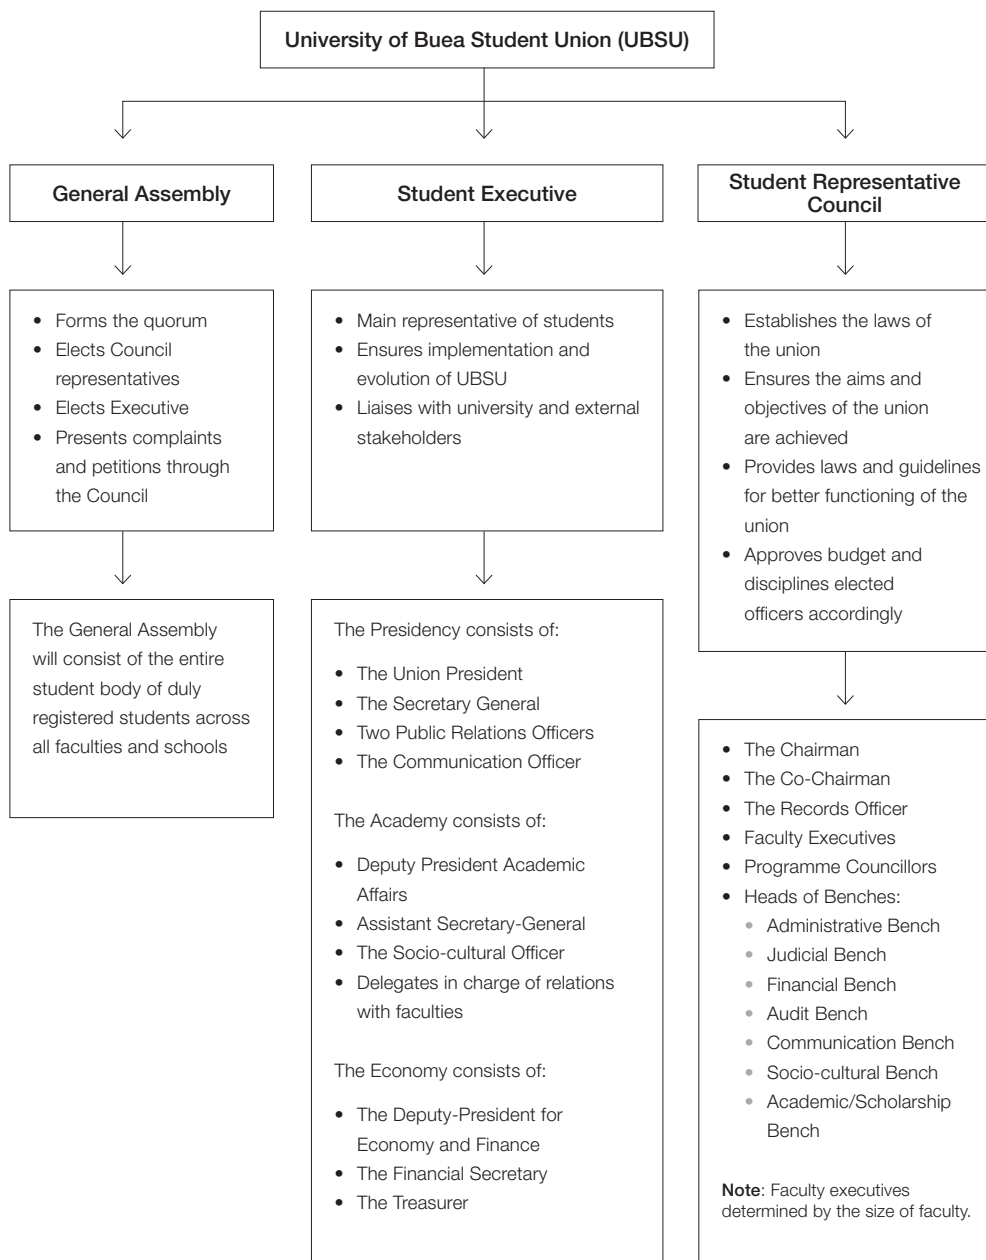 University of Buea Student Union (UBSU)
General Assembly
• Forms the quorum
• Elects Council
representatives
• Elects Executive
• Presents complaints
and petitions through
the Council
The General Assembly
will consist of the entire
student body of duly
registered students across
all faculties and schools
Student Executive
• Main representative of students
• Ensures implementation and
evolution of UBSU
• Liaises with university and external
stakeholders
The Presidency consists of:
• The Union President
• The Secretary General
• Two Public Relations Officers
• The Communication Officer
The Academy consists of:
• Deputy President Academic
Affairs
• Assistant Secretary-General
• The Socio-cultural Officer
• Delegates in charge of relations
with faculties
The Economy consists of:
• The Deputy-President for
Economy and Finance
• The Financial Secretary
• The Treasurer
Student Representative
Council
• Establishes the laws of
the union
• Ensures the aims and
objectives of the union
are achieved
• Provides laws and guidelines
for better functioning of the
union
• Approves budget and
disciplines elected
officers accordingly
• The Chairman
• The Co-Chairman
• The Records Officer
• Faculty Executives
• Programme Councillors
• Heads of Benches:
• Administrative Bench
• Judicial Bench
• Financial Bench
• Audit Bench
• Communication Bench
• Socio-cultural Bench
• Academic/Scholarship
Bench
Note: Faculty executives
determined by the size of faculty.